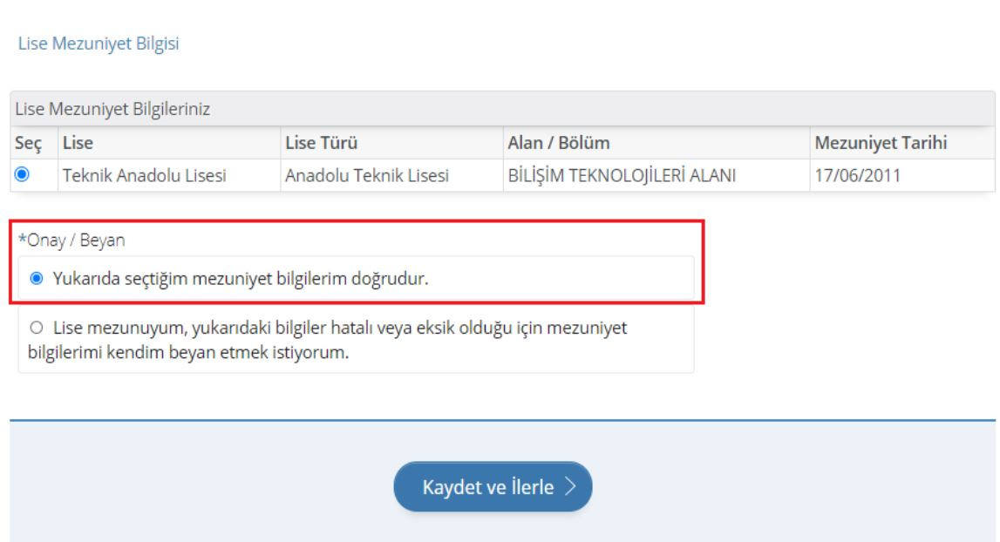 Lise Mezuniyet Bilgisi
Lise Mezuniyet Bilgileriniz
Seç Lise Lise Türü Alan / Bölüm Mezuniyet Tarihi
Teknik Anadolu Lisesi Anadolu Teknik Lisesi BİLİŞİM TEKNOLOJİLERİ ALANI 17/06/2011
*Onay / Beyan
Yukarıda seçtiğim mezuniyet bilgilerim doğrudur.
Lise mezunuyum, yukarıdaki bilgiler hatalı veya eksik olduğu için mezuniyet
bilgilerimi kendim beyan etmek istiyorum.
Kaydet ve İlerle